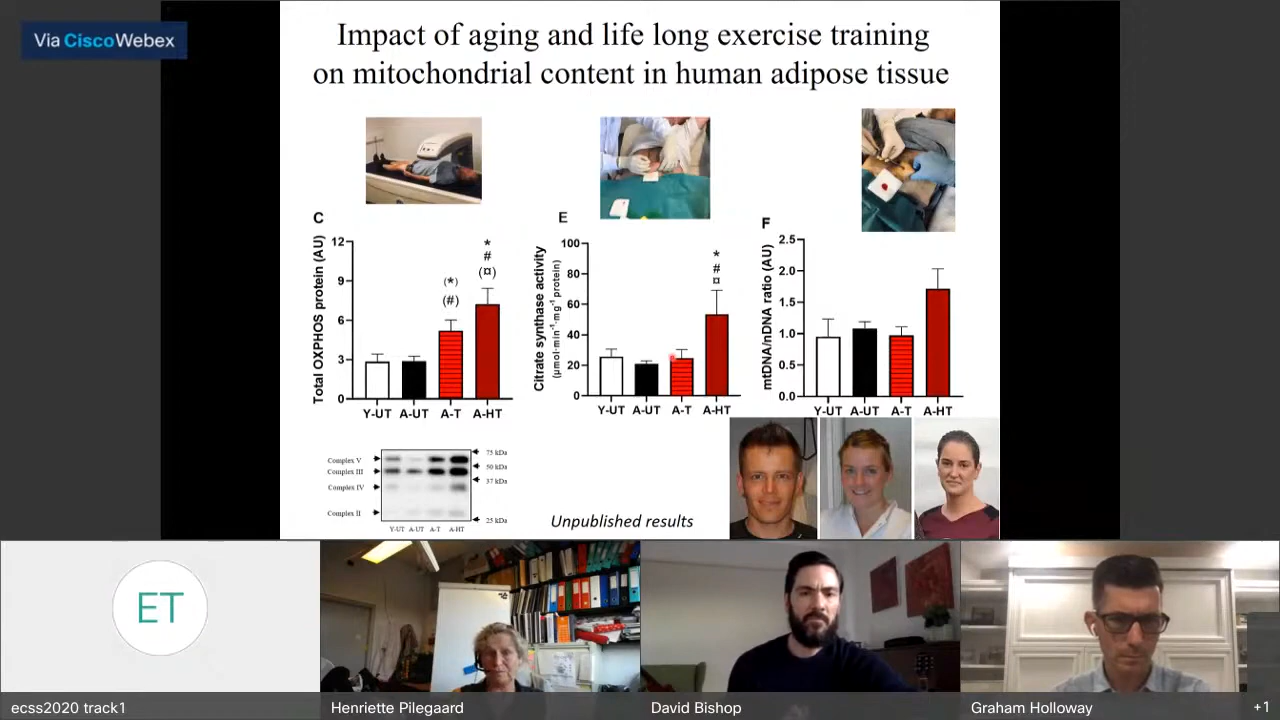 Via Cisco Webex
Impact of aging and life long exercise training
on mitochondrial content in human adipose tissue
C
Total OXPHOS protein (AU)
12
9
6
3
0
(*)
(#)
*
#
(¤)
Y-UT A-UT A-T A-HT
E
Citrate synthase activity
(µmol·min⁻¹·mg⁻¹ protein)
100
80
60
40
20
0
*
#
¤
Y-UT A-UT A-T A-HT
F
mtDNA/nDNA ratio (AU)
2.5
2.0
1.5
1.0
0.5
0.0
Y-UT A-UT A-T A-HT
Complex V
Complex III
Complex IV
Complex II
75 kDa
50 kDa
37 kDa
25 kDa
Y-UT A-UT A-T A-HT
Unpublished results
ET
ecss2020 track1
Henriette Pilegaard
David Bishop
Graham Holloway
+1